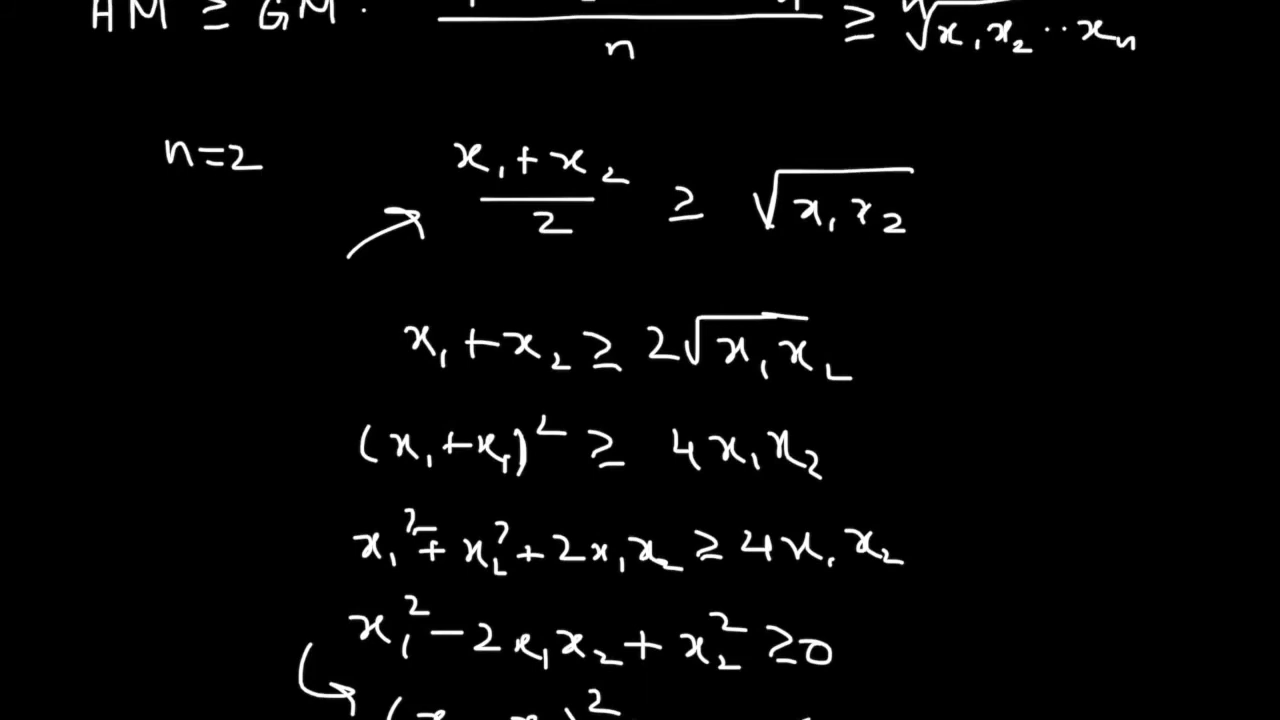 AM ≥ GM. n ≥ ⁿ√x₁x₂··xₙ
n=2 (x₁+x₂)/2 ≥ √x₁x₂
x₁+x₂ ≥ 2√x₁x₂
(x₁+x₁)² ≥ 4x₁x₂
x₁²+x₂²+2x₁x₂ ≥ 4x₁x₂
x₁²-2x₁x₂+x₂² ≥0